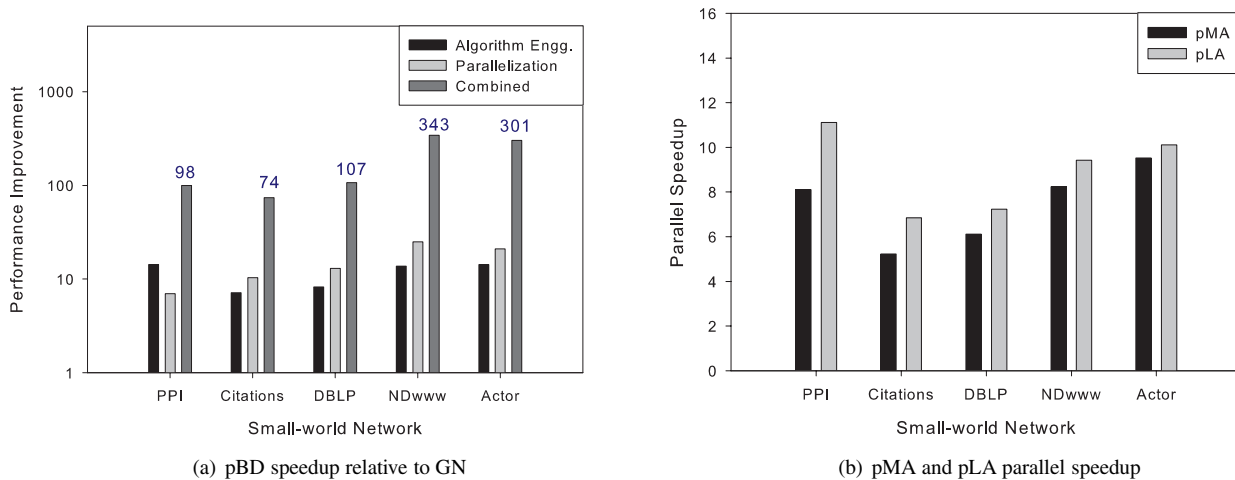 Performance Improvement
1000
100
10
1
Algorithm Engg.
Parallelization
Combined
98
74
107
343
301
PPI Citations DBLP NDwww Actor
Small-world Network
(a) pBD speedup relative to GN
Parallel Speedup
16
14
12
10
8
6
4
2
0
pMA
pLA
PPI Citations DBLP NDwww Actor
Small-world Network
(b) pMA and pLA parallel speedup